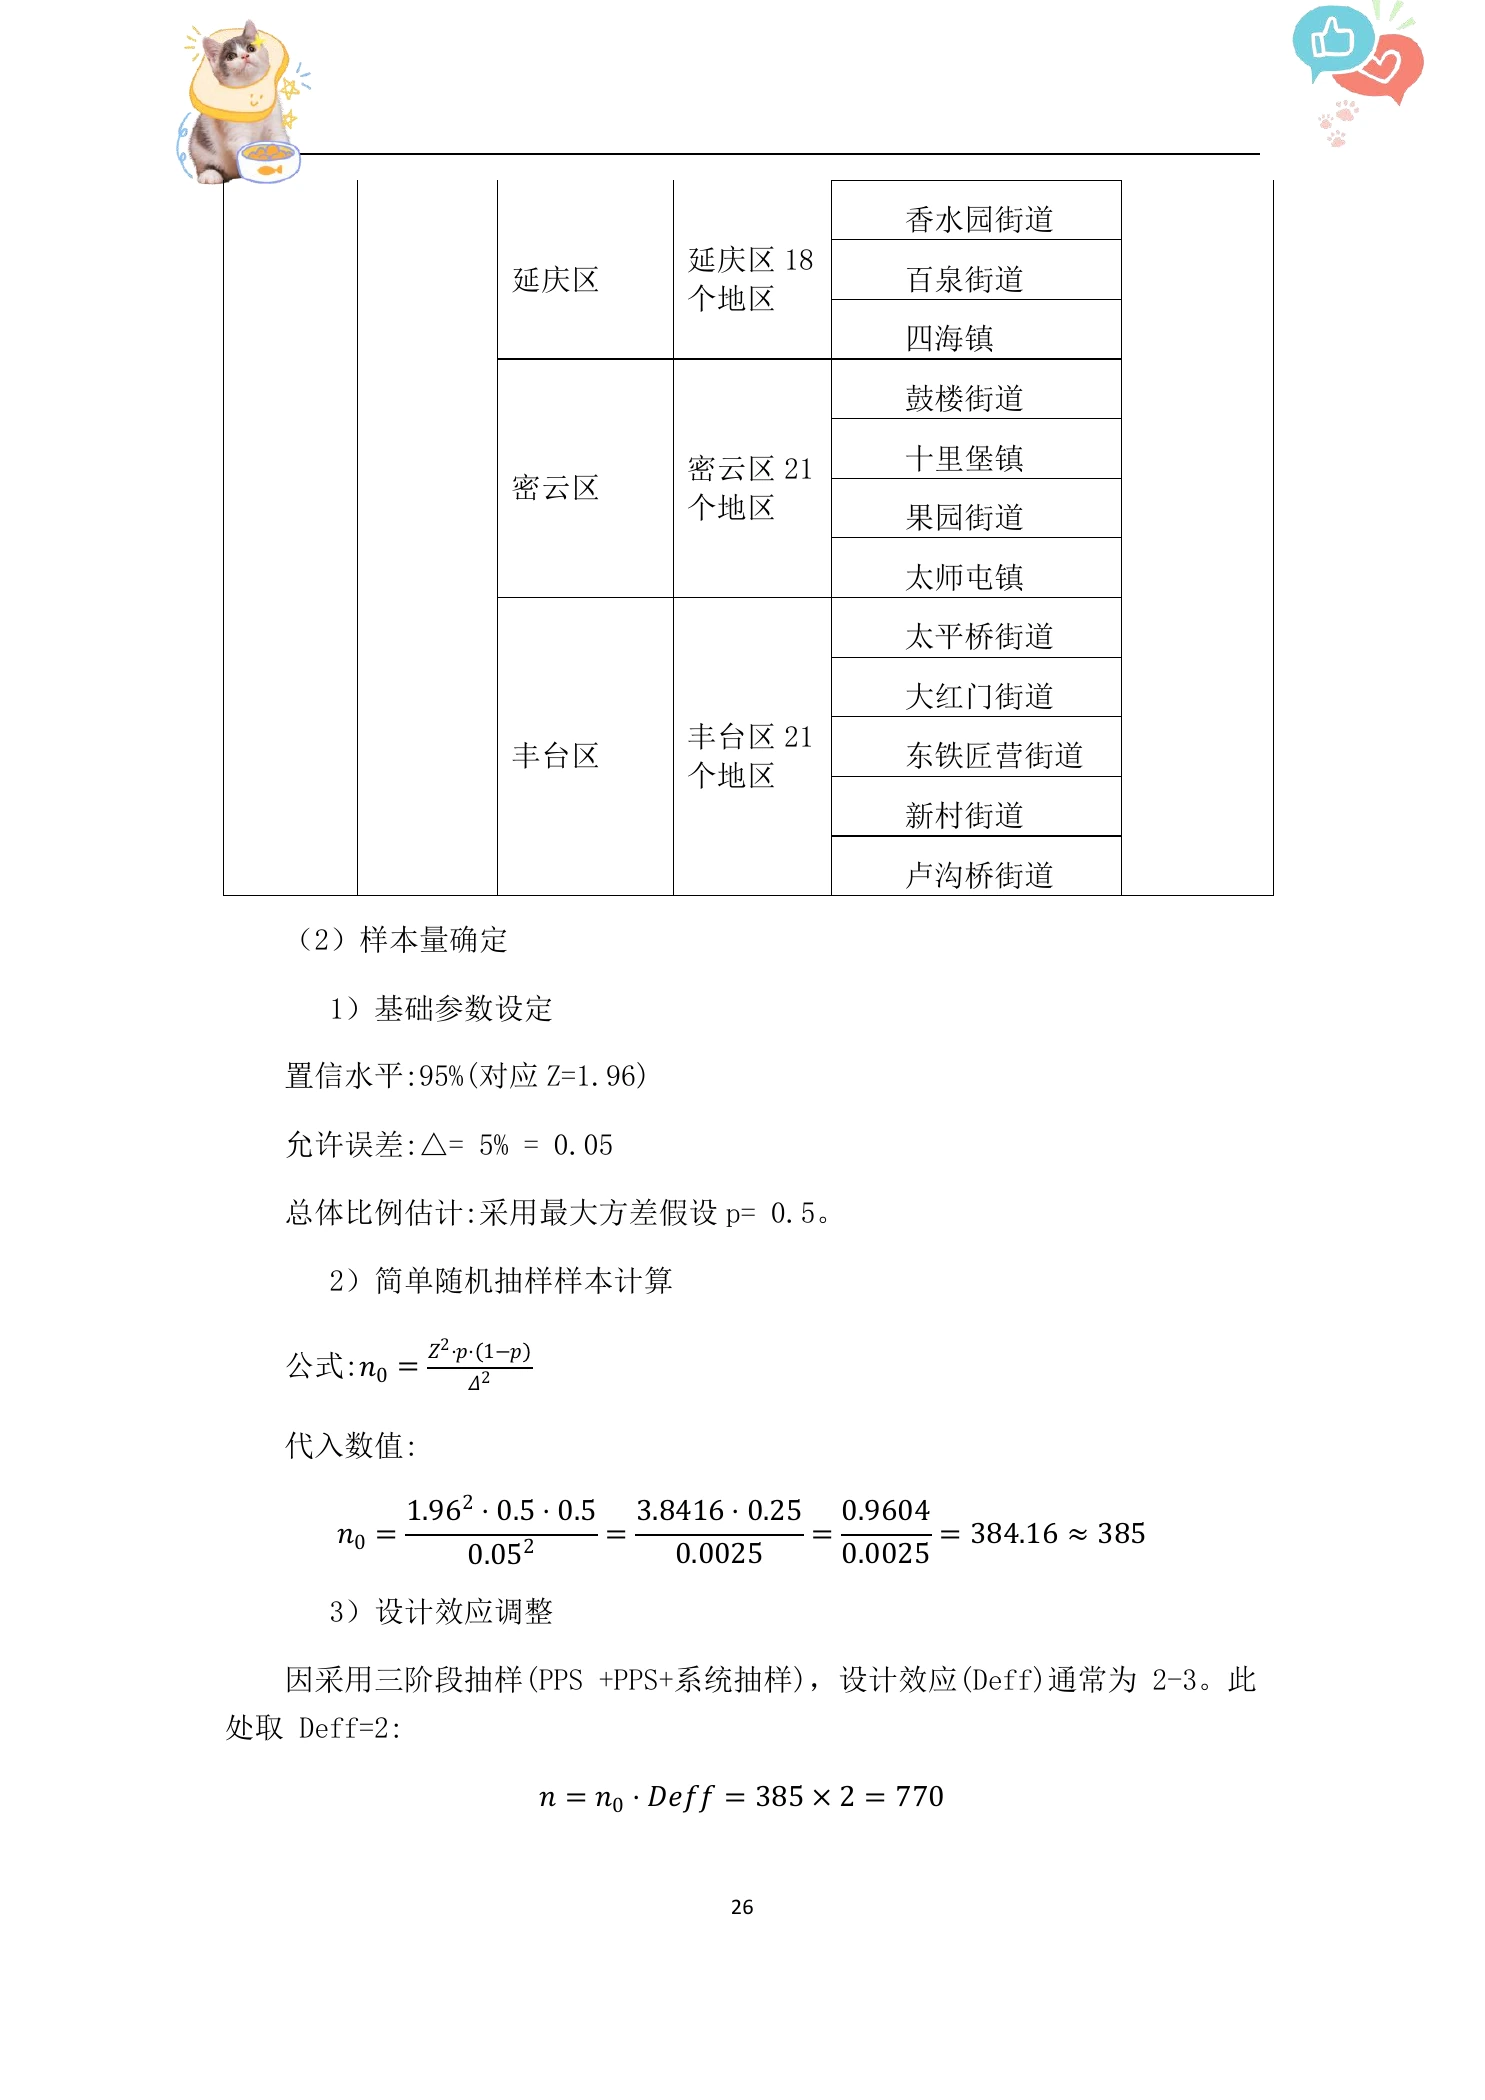 香水园街道
延庆区
延庆区 18
个地区
百泉街道
四海镇
鼓楼街道
密云区
密云区 21
个地区
十里堡镇
果园街道
太师屯镇
太平桥街道
大红门街道
丰台区
丰台区 21
个地区
东铁匠营街道
新村街道
卢沟桥街道
（2）样本量确定
1）基础参数设定
置信水平:95%(对应 Z=1.96)
允许误差:△= 5% = 0.05
总体比例估计:采用最大方差假设 p= 0.5。
2）简单随机抽样样本计算
公式:n₀ = Z²·p·(1−p) / Δ²
代入数值:
n₀ = 1.96² · 0.5 · 0.5 / 0.05² = 3.8416 · 0.25 / 0.0025 = 0.9604 / 0.0025 = 384.16 ≈ 385
3）设计效应调整
因采用三阶段抽样(PPS +PPS+系统抽样)，设计效应(Deff)通常为 2-3。此
处取 Deff=2:
n = n₀ · Deff = 385 × 2 = 770
26